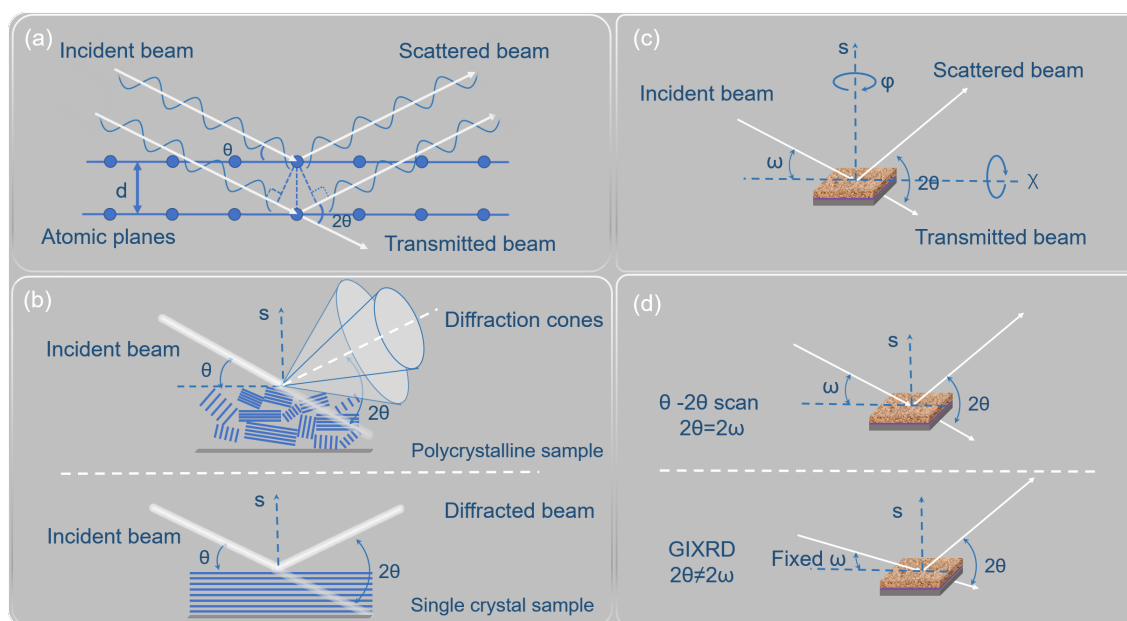 (a)
Incident beam
Scattered beam
θ
d
2θ
Atomic planes
Transmitted beam
(b)
s
Incident beam
Diffraction cones
θ
2θ
Polycrystalline sample
s
Diffracted beam
Incident beam
θ
2θ
Single crystal sample
(c)
s
Scattered beam
φ
Incident beam
ω
2θ
χ
Transmitted beam
(d)
s
ω
θ -2θ scan
2θ
2θ=2ω
s
GIXRD
Fixed ω
2θ
2θ≠2ω